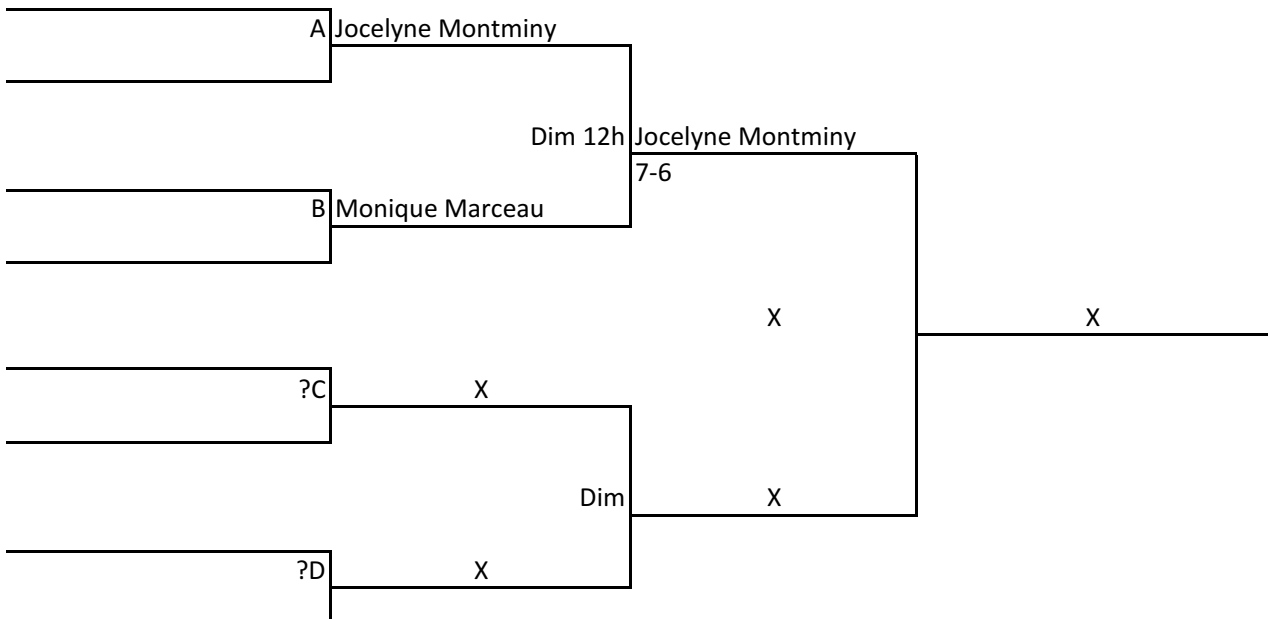 A Jocelyne Montminy
Dim 12h Jocelyne Montminy
7-6
B Monique Marceau
X X
?C X
Dim X
?D X